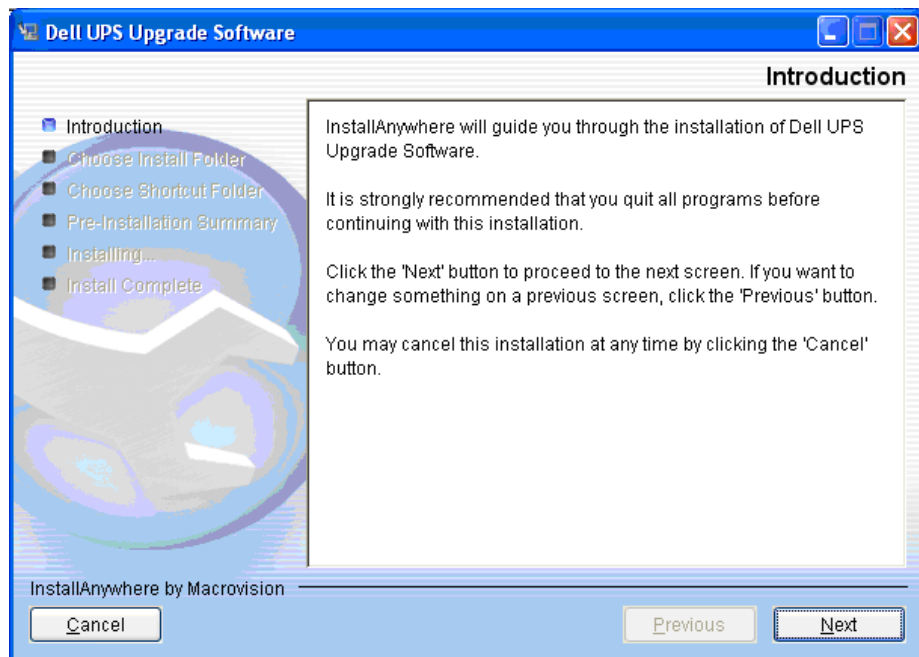 Dell UPS Upgrade Software
Introduction
Introduction
Choose Install Folder
Choose Shortcut Folder
Pre-Installation Summary
Installing...
Install Complete
InstallAnywhere will guide you through the installation of Dell UPS
Upgrade Software.
It is strongly recommended that you quit all programs before
continuing with this installation.
Click the 'Next' button to proceed to the next screen. If you want to
change something on a previous screen, click the 'Previous' button.
You may cancel this installation at any time by clicking the 'Cancel'
button.
InstallAnywhere by Macrovision
Cancel
Previous
Next